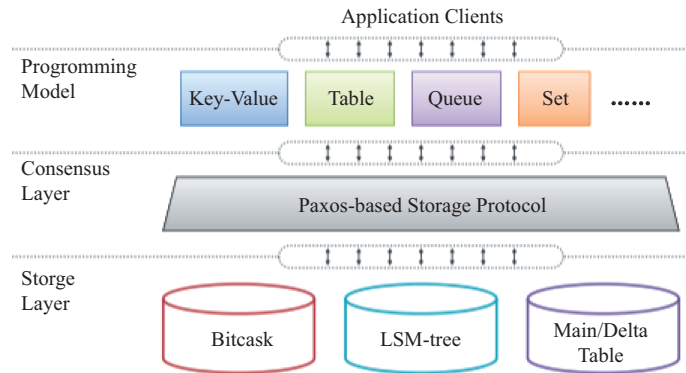 Application Clients
Progromming
Model
Key-Value
Table
Queue
Set
......
Consensus
Layer
Paxos-based Storage Protocol
Storge
Layer
Bitcask
LSM-tree
Main/Delta
Table